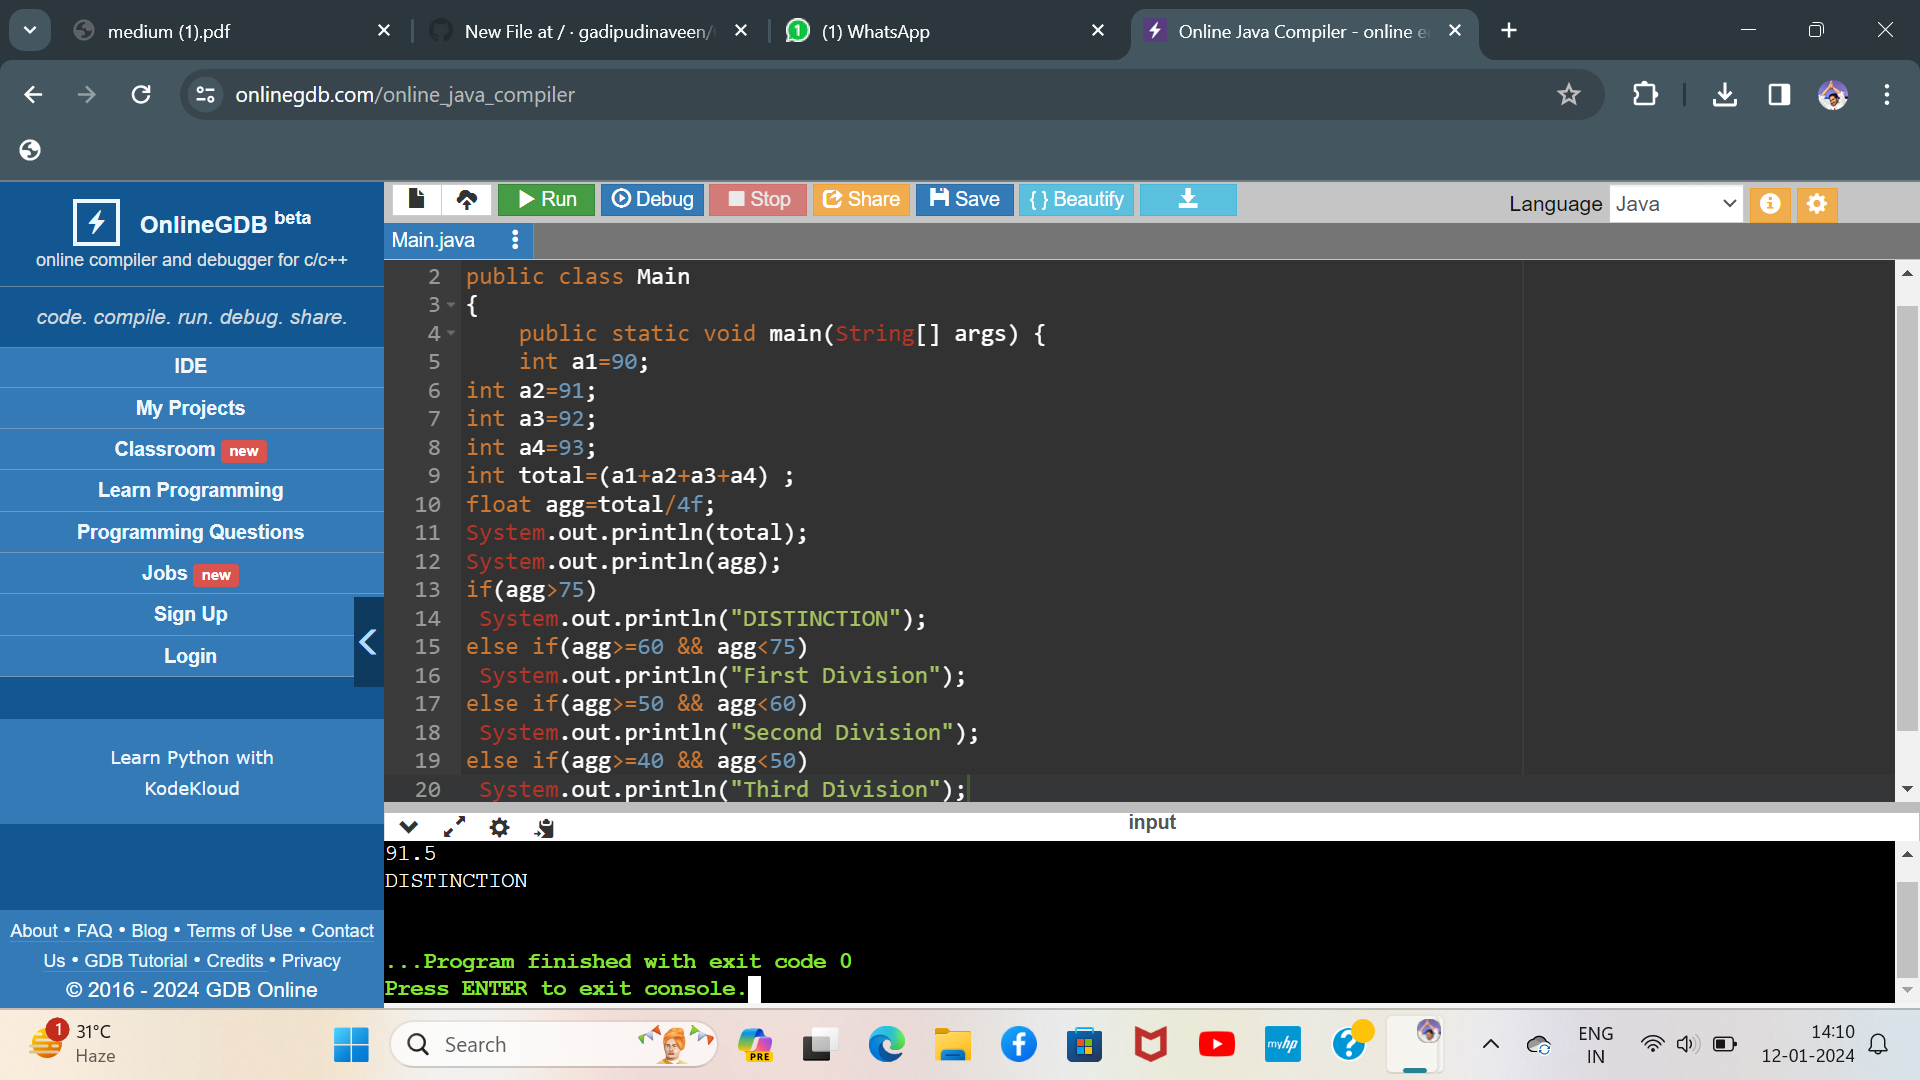 medium (1).pdf
New File at / · gadipudinaveen/
(1) WhatsApp
Online Java Compiler - online e
onlinegdb.com/online_java_compiler
OnlineGDB beta
online compiler and debugger for c/c++
code. compile. run. debug. share.
IDE
My Projects
Classroom new
Learn Programming
Programming Questions
Jobs new
Sign Up
Login
Learn Python with
KodeKloud
About • FAQ • Blog • Terms of Use • Contact
Us • GDB Tutorial • Credits • Privacy
© 2016 - 2024 GDB Online
Run
Debug
Stop
Share
Save
{ } Beautify
Language Java
Main.java
2 public class Main
3 {
4 public static void main(String[] args) {
5 int a1=90;
6 int a2=91;
7 int a3=92;
8 int a4=93;
9 int total=(a1+a2+a3+a4) ;
10 float agg=total/4f;
11 System.out.println(total);
12 System.out.println(agg);
13 if(agg>75)
14 System.out.println("DISTINCTION");
15 else if(agg>=60 && agg<75)
16 System.out.println("First Division");
17 else if(agg>=50 && agg<60)
18 System.out.println("Second Division");
19 else if(agg>=40 && agg<50)
20 System.out.println("Third Division");
input
91.5
DISTINCTION
...Program finished with exit code 0
Press ENTER to exit console.
1
31°C
Haze
Search
PRE
myhp
ENG
IN
14:10
12-01-2024